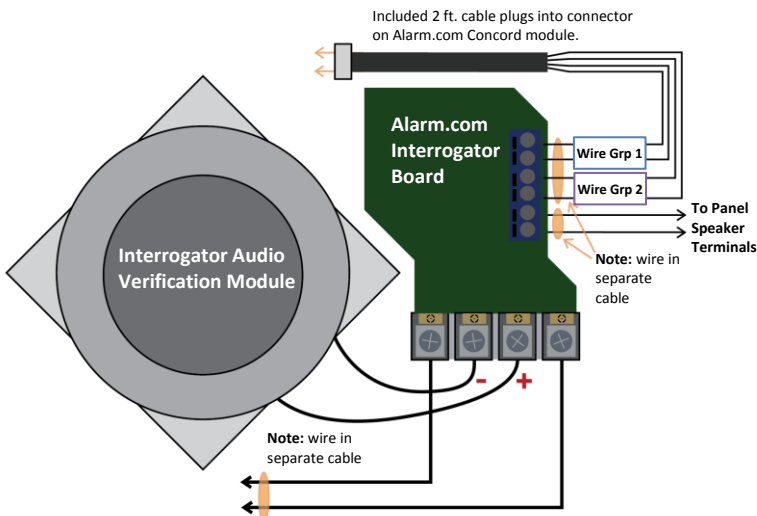 Included 2 ft. cable plugs into connector
on Alarm.com Concord module.
Alarm.com
Interrogator
Board
Wire Grp 1
Wire Grp 2
To Panel
Speaker
Terminals
Note: wire in
separate
cable
Interrogator Audio
Verification Module
- +
Note: wire in
separate cable